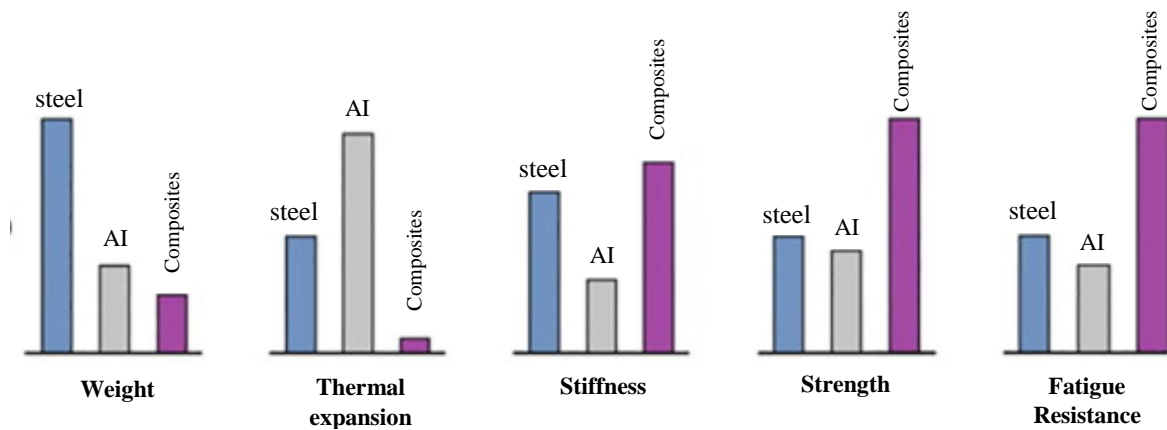 steel
AI
Composites
Weight
steel
AI
Composites
Thermal
expansion
steel
AI
Composites
Stiffness
steel
AI
Composites
Strength
steel
AI
Composites
Fatigue
Resistance